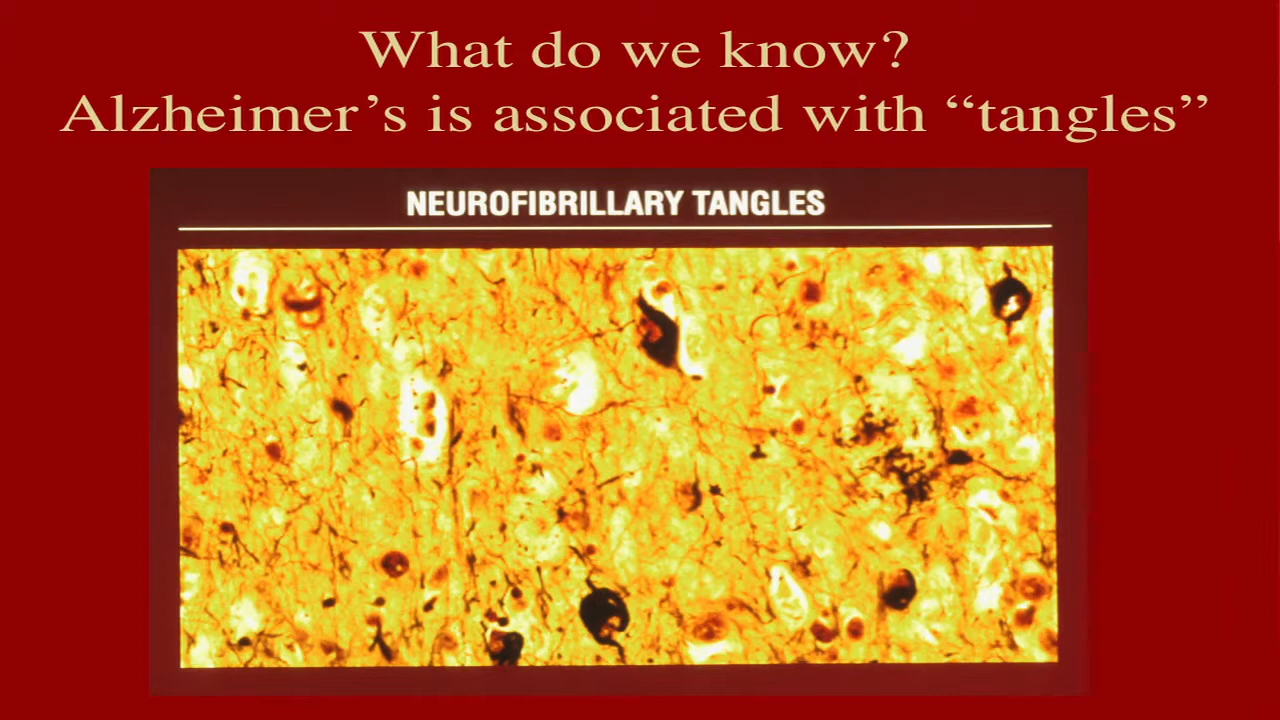 What do we know?
Alzheimer’s is associated with “tangles”
NEUROFIBRILLARY TANGLES